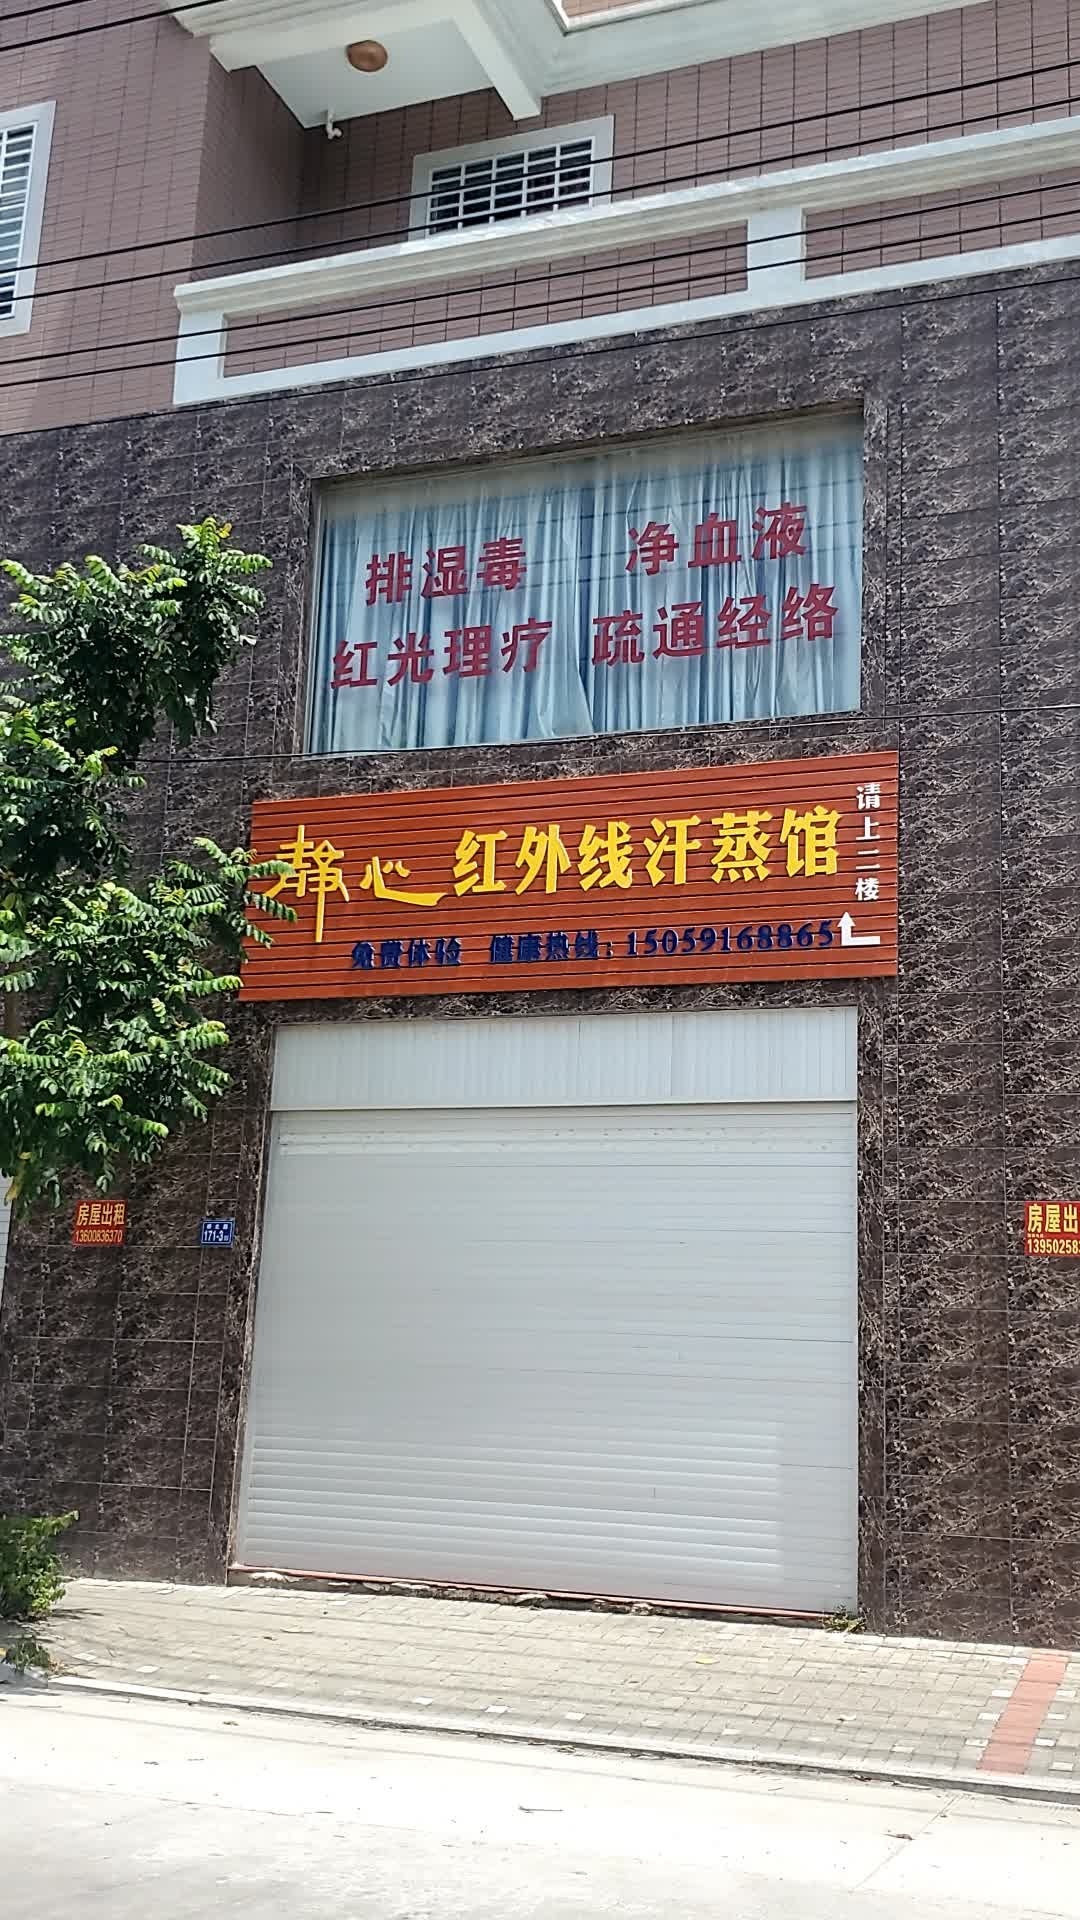 排湿毒 净血液
红光理疗 疏通经络
静心 红外线汗蒸馆
请上二楼
免费体验 健康热线:15059168865
房屋出租
13600836370
171-3
房屋出
13950258